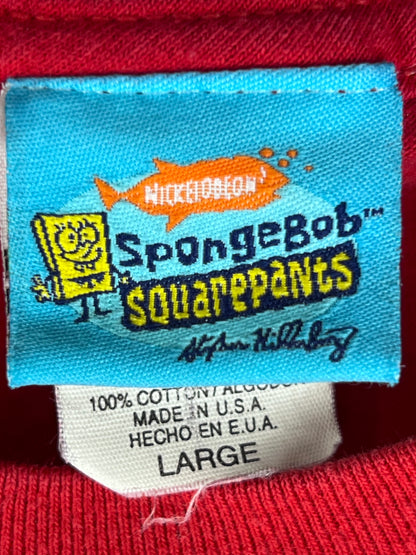 NICKELODEON
SpongeBob™
SQUAREPANTS
Stephen Hillenburg
100% COTTON/ALGODON
MADE IN U.S.A.
HECHO EN E.U.A.
LARGE